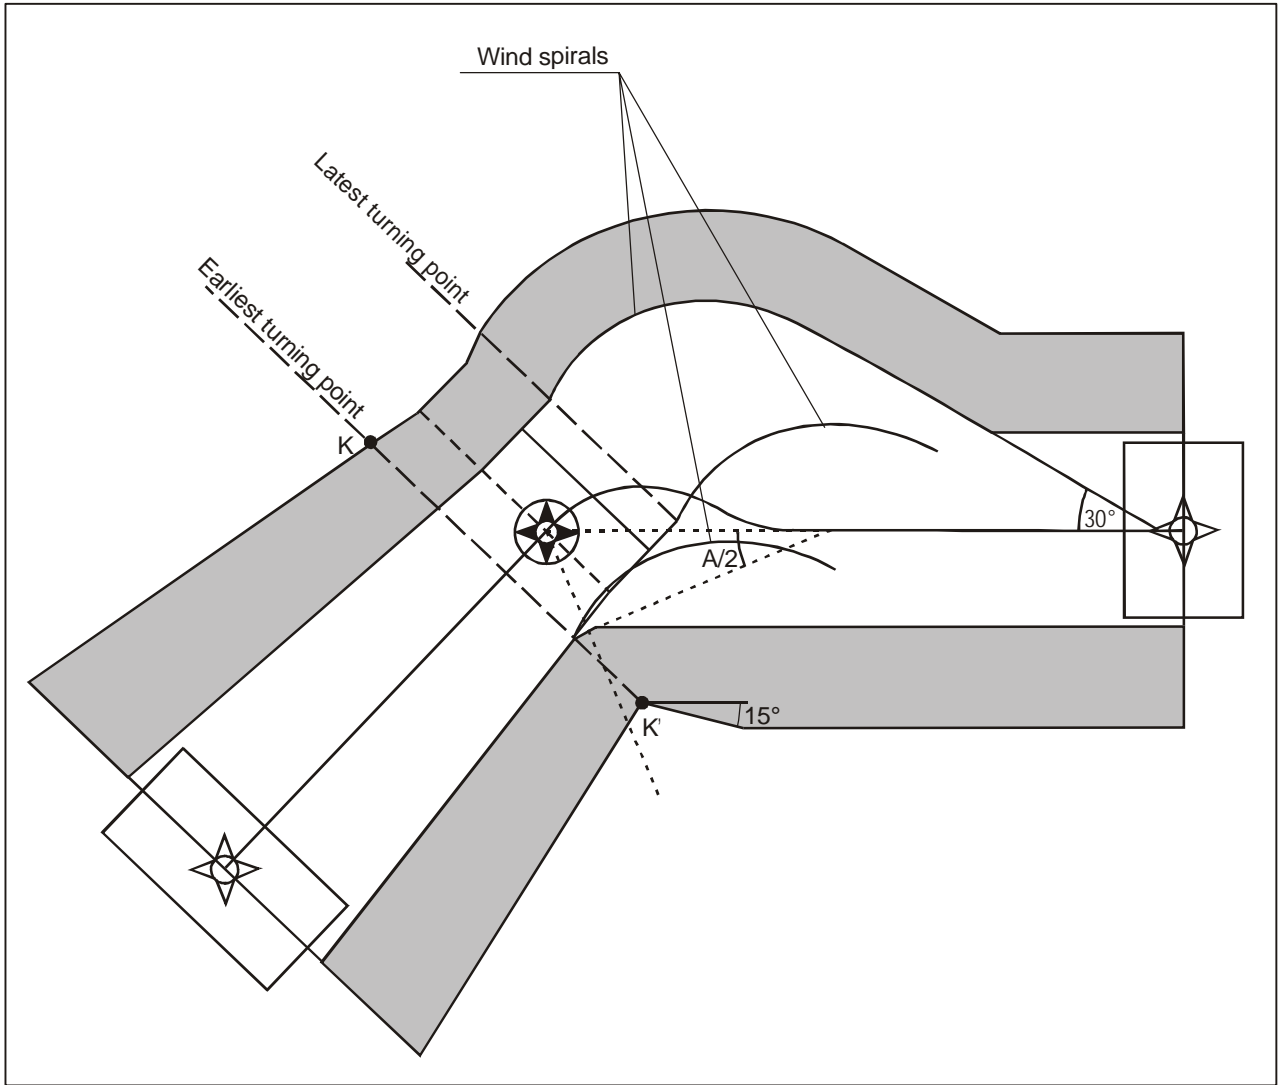 Wind spirals
Latest turning point
Earliest turning point
K
30°
A/2
15°
K'